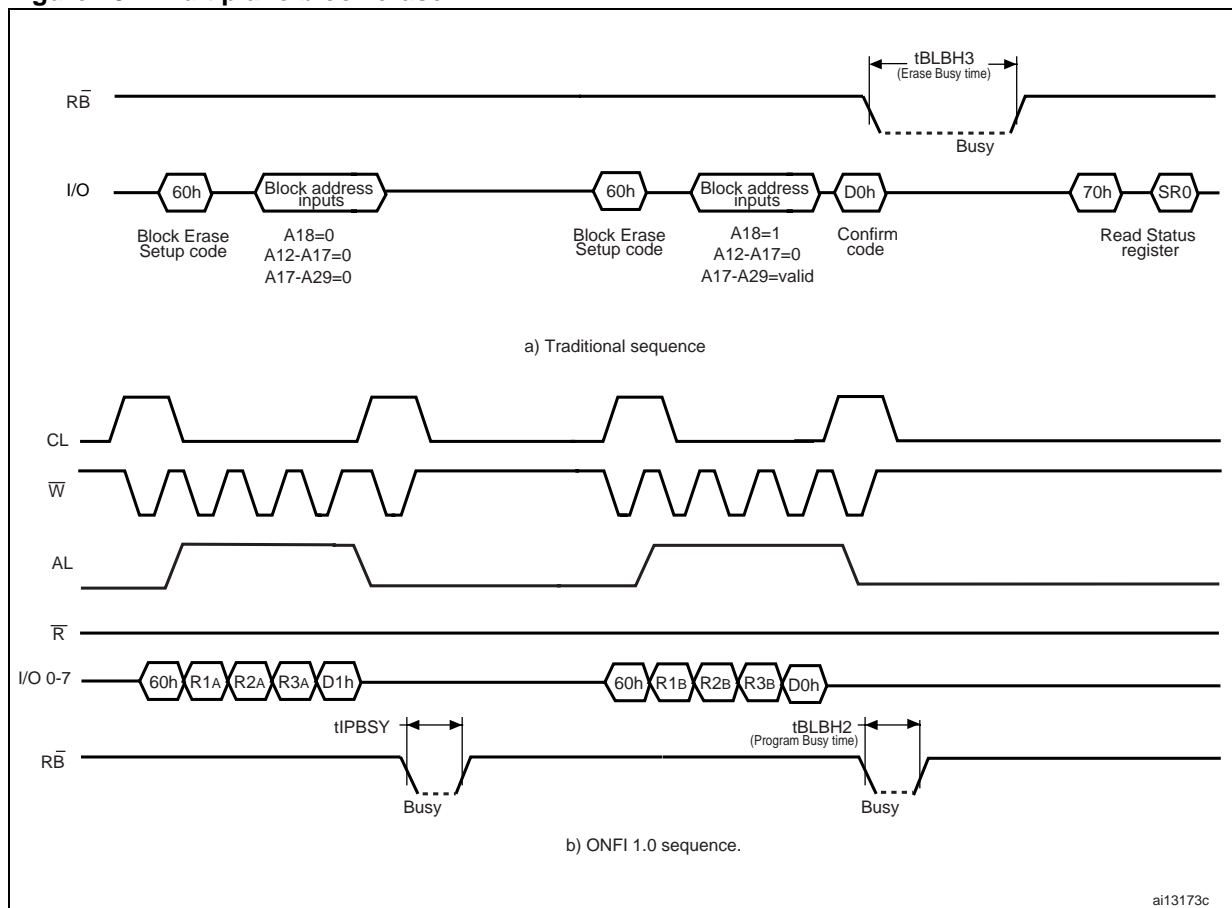 tBLBH3
(Erase Busy time)
RB̅
Busy
I/O
60h
Block address inputs
60h
Block address inputs
D0h
70h
SR0
Block Erase Setup code
A18=0
A12-A17=0
A17-A29=0
Block Erase Setup code
A18=1
A12-A17=0
A17-A29=valid
Confirm code
Read Status register
a) Traditional sequence
CL
W̅
AL
R̅
I/O 0-7
60h R1A R2A R3A D1h
60h R1B R2B R3B D0h
tIPBSY
tBLBH2
(Program Busy time)
RB̅
Busy
Busy
b) ONFI 1.0 sequence.
ai13173c